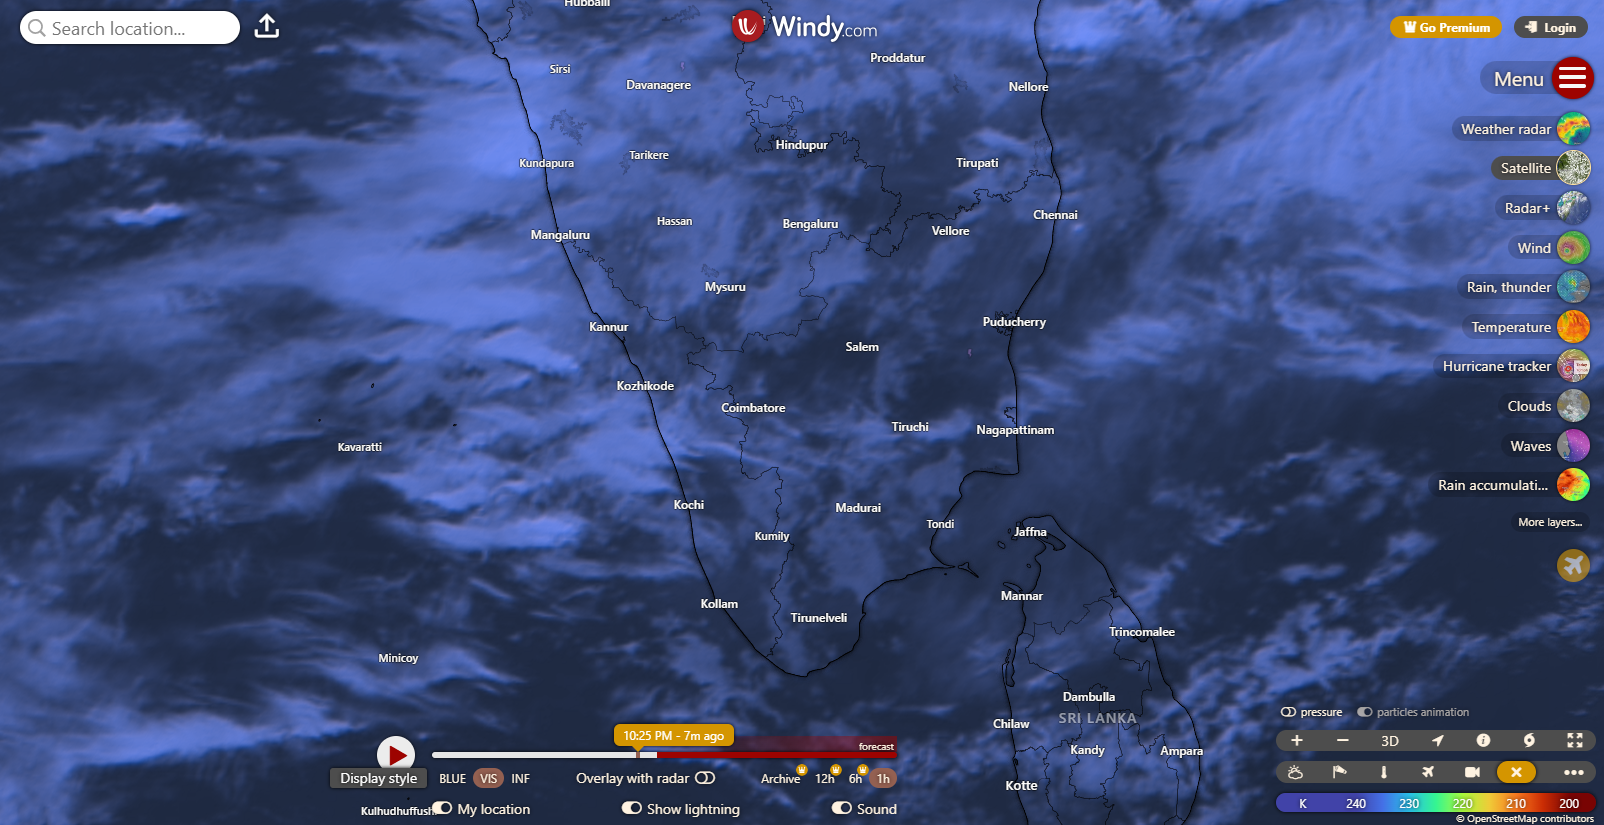 Hubballi
Search location...
Windy.com
Go Premium
Login
Proddatur
Sirsi
Davanagere
Nellore
Menu
Weather radar
Hindupur
Kundapura
Tarikere
Tirupati
Satellite
Radar+
Hassan
Bengaluru
Chennai
Mangaluru
Vellore
Wind
Mysuru
Rain, thunder
Kannur
Puducherry
Temperature
Salem
Hurricane tracker
Kozhikode
Coimbatore
Clouds
Tiruchi
Nagapattinam
Kavaratti
Waves
Rain accumulati...
Kochi
Madurai
Tondi
More layers...
Kumily
Jaffna
Mannar
Kollam
Tirunelveli
Trincomalee
Minicoy
Dambulla
SRI LANKA
Chilaw
Kandy
Ampara
Kotte
pressure
particles animation
10:25 PM - 7m ago
forecast
3D
Display style
BLUE VIS INF
Overlay with radar
Archive 12h 6h 1h
Kulhudhuffush
My location
Show lightning
Sound
K 240 230 220 210 200
© OpenStreetMap contributors